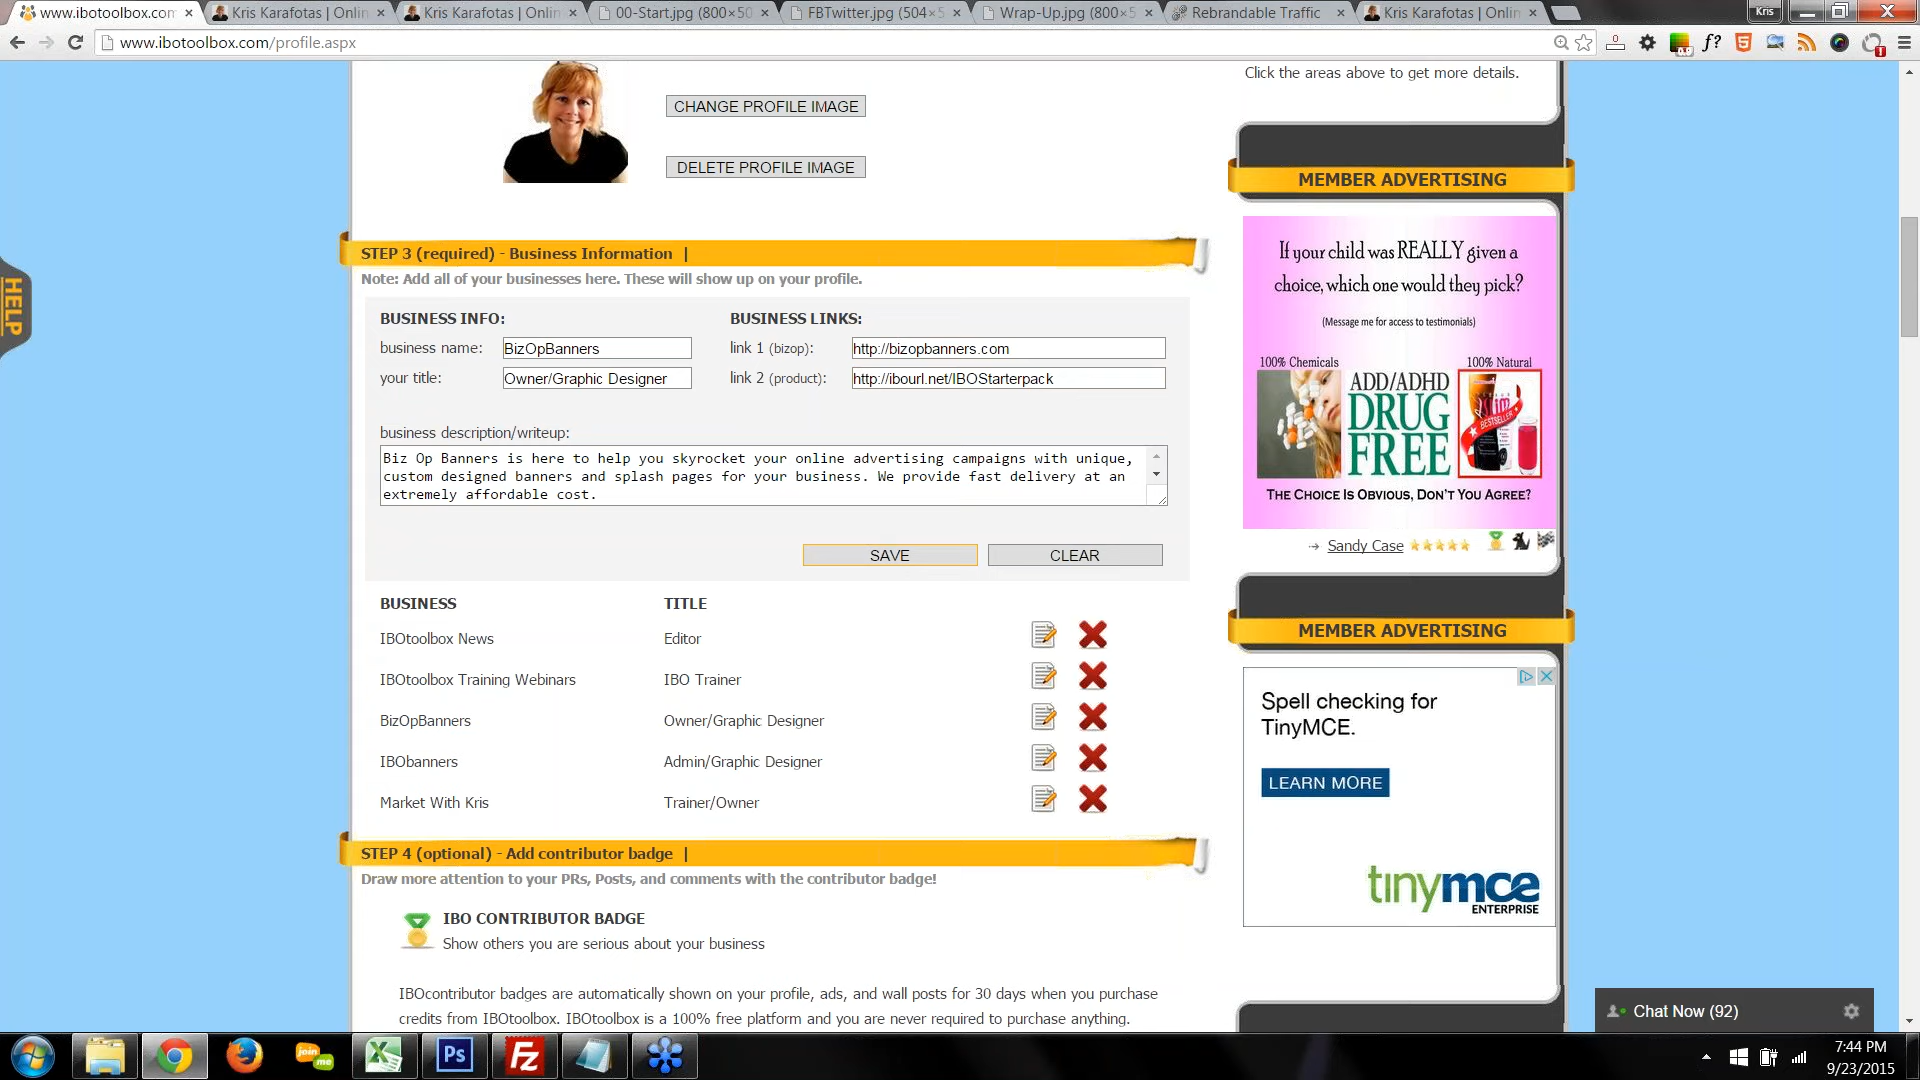 www.ibotoolbox.com
Kris Karafotas | Onlin
Kris Karafotas | Onlin
00-Start.jpg (800×50
FBTwitter.jpg (504×5
Wrap-Up.jpg (800×5
Rebrandable Traffic
Kris Karafotas | Onlin
Kris
www.ibotoolbox.com/profile.aspx
Click the areas above to get more details.
CHANGE PROFILE IMAGE
DELETE PROFILE IMAGE
HELP
STEP 3 (required) - Business Information |
Note: Add all of your businesses here. These will show up on your profile.
BUSINESS INFO:
BUSINESS LINKS:
business name: BizOpBanners
link 1 (bizop): http://bizopbanners.com
your title: Owner/Graphic Designer
link 2 (product): http://ibourl.net/IBOStarterpack
business description/writeup:
Biz Op Banners is here to help you skyrocket your online advertising campaigns with unique,
custom designed banners and splash pages for your business. We provide fast delivery at an
extremely affordable cost.
SAVE
CLEAR
BUSINESS TITLE
IBOtoolbox News Editor
IBOtoolbox Training Webinars IBO Trainer
BizOpBanners Owner/Graphic Designer
IBObanners Admin/Graphic Designer
Market With Kris Trainer/Owner
STEP 4 (optional) - Add contributor badge |
Draw more attention to your PRs, Posts, and comments with the contributor badge!
IBO CONTRIBUTOR BADGE
Show others you are serious about your business
IBOcontributor badges are automatically shown on your profile, ads, and wall posts for 30 days when you purchase
credits from IBOtoolbox. IBOtoolbox is a 100% free platform and you are never required to purchase anything.
MEMBER ADVERTISING
If your child was REALLY given a
choice, which one would they pick?
(Message me for access to testimonials)
100% Chemicals
100% Natural
ADD/ADHD
DRUG
FREE
Slim
BESTSELLER
THE CHOICE IS OBVIOUS, DON'T YOU AGREE?
Sandy Case
MEMBER ADVERTISING
Spell checking for
TinyMCE.
LEARN MORE
tinymce
ENTERPRISE
Chat Now (92)
join
me
Ps
Fz
7:44 PM
9/23/2015